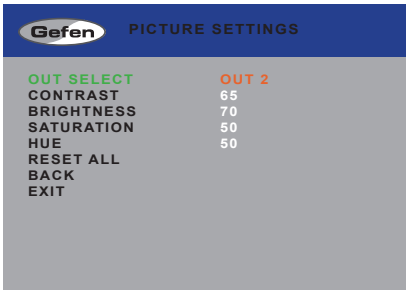 Gefen PICTURE SETTINGS
OUT SELECT OUT 2
CONTRAST 65
BRIGHTNESS 70
SATURATION 50
HUE 50
RESET ALL
BACK
EXIT